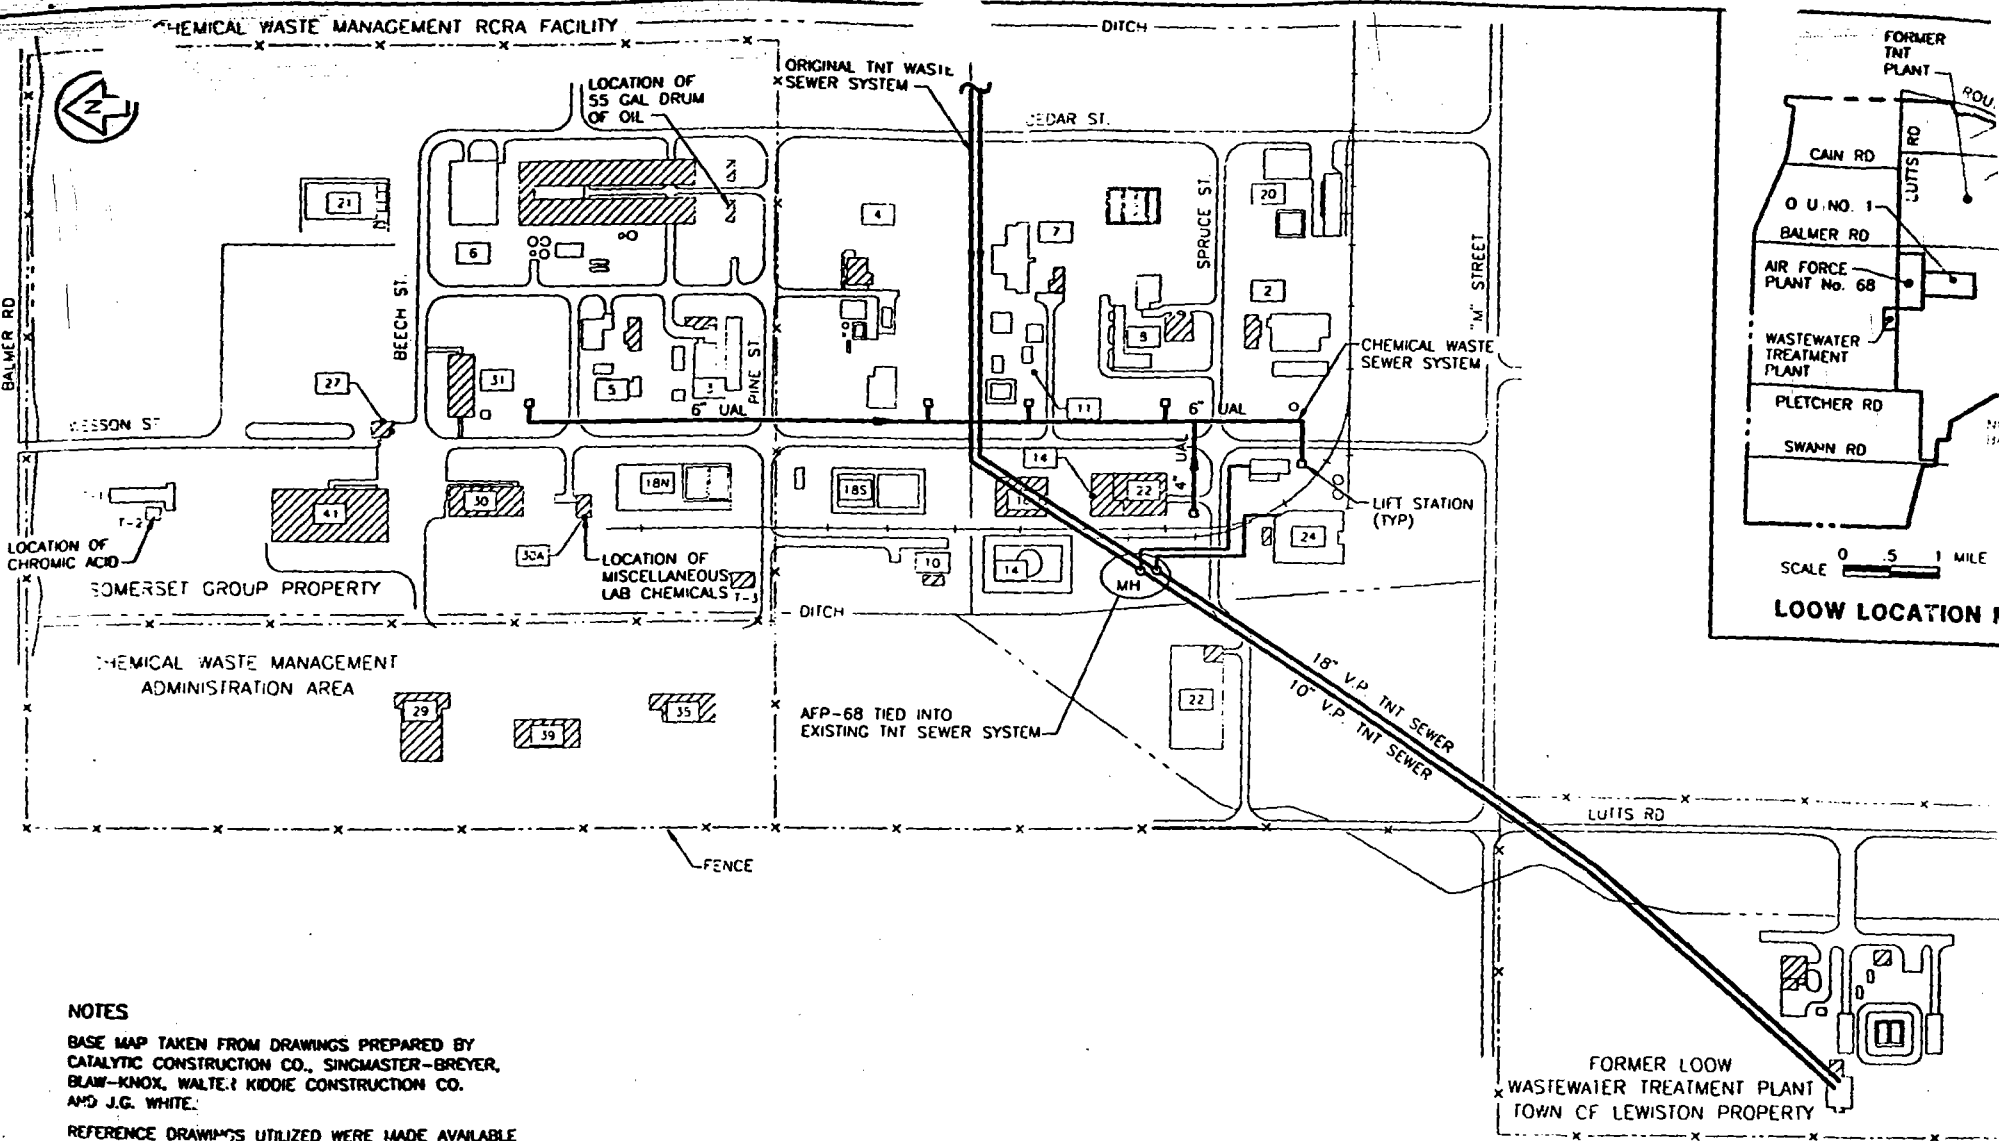 CHEMICAL WASTE MANAGEMENT RCRA FACILITY
DITCH
N
LOCATION OF
55 GAL DRUM
OF OIL
ORIGINAL TNT WASTE
SEWER SYSTEM
CEDAR ST.
FORMER
TNT
PLANT
CAIN RD
LUTTS RD
O U NO. 1
BALMER RD
AIR FORCE
PLANT No. 68
WASTEWATER
TREATMENT
PLANT
PLETCHER RD
SWANN RD
SCALE
0 .5 1 MILE
LOOW LOCATION
21
6
4
7
20
2
SPRUCE ST.
"M" STREET
BALMER RD
BEECH ST.
PINE ST
27
31
5
8
11
CHEMICAL WASTE
SEWER SYSTEM
WESSON ST
6" UAL
6" UAL
4" UAL
14
18N
18S
22
30
41
T-2
LOCATION OF
CHROMIC ACID
LIFT STATION
(TYP)
24
LOCATION OF
MISCELLANEOUS
LAB CHEMICALS
T-3
10
14
MH
SOMERSET GROUP PROPERTY
DITCH
CHEMICAL WASTE MANAGEMENT
ADMINISTRATION AREA
29
39
35
22
AFP-68 TIED INTO
EXISTING TNT SEWER SYSTEM
18" V.P. TNT SEWER
10" V.P. TNT SEWER
LUTTS RD
FENCE
NOTES
BASE MAP TAKEN FROM DRAWINGS PREPARED BY
CATALYTIC CONSTRUCTION CO., SINGMASTER-BREYER,
BLAW-KNOX, WALTER KIDDIE CONSTRUCTION CO.
AND J.G. WHITE.
REFERENCE DRAWINGS UTILIZED WERE MADE AVAILABLE
FORMER LOOW
WASTEWATER TREATMENT PLANT
TOWN OF LEWISTON PROPERTY